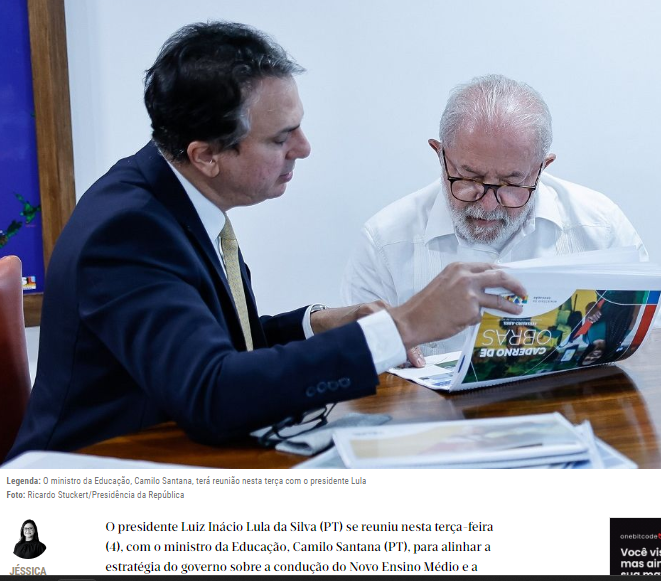 CADERNO DE
OBRAS
Legenda: O ministro da Educação, Camilo Santana, terá reunião nesta terça com o presidente Lula
Foto: Ricardo Stuckert/Presidência da República
O presidente Luiz Inácio Lula da Silva (PT) se reuniu nesta terça-feira
(4), com o ministro da Educação, Camilo Santana (PT), para alinhar a
estratégia do governo sobre a condução do Novo Ensino Médio e a
JÉSSICA
onebitcode
Você vis
mas ain